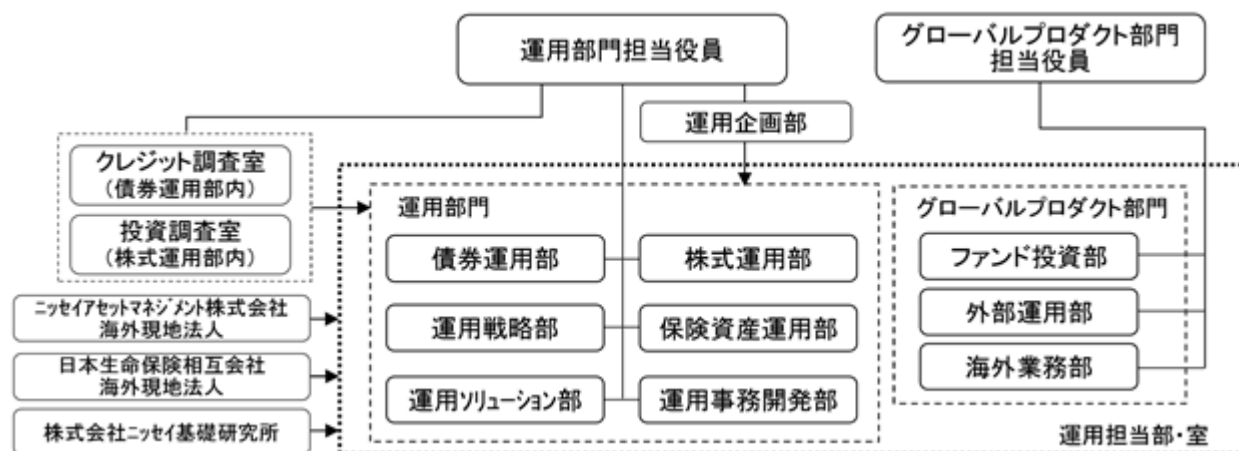 運用部門担当役員
グローバルプロダクト部門
担当役員
運用企画部
クレジット調査室
(債券運用部内)
投資調査室
(株式運用部内)
運用部門
債券運用部
株式運用部
運用戦略部
保険資産運用部
運用ソリューション部
運用事務開発部
グローバルプロダクト部門
ファンド投資部
外部運用部
海外業務部
ニッセイアセットマネジメント株式会社
海外現地法人
日本生命保険相互会社
海外現地法人
株式会社ニッセイ基礎研究所
運用担当部・室